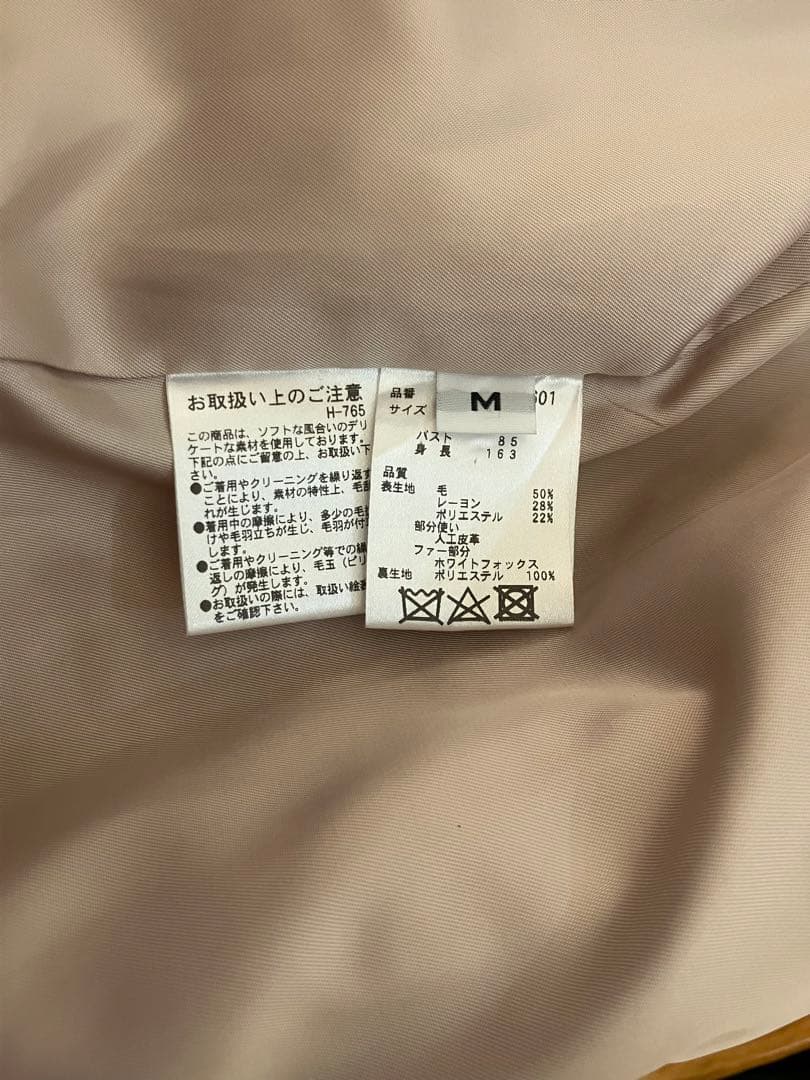 お取扱い上のご注意
H-765
この商品は、ソフトな風合いのデリ
ケートな素材を使用しております。
下記の点にご留意の上、お取扱い下
さい。
●ご着用やクリーニングを繰り返す
ことにより、素材の特性上、毛
れが生じます。
●着用中の摩擦により、多少の毛
けや毛羽立ちが生じ、毛羽が付
します。
●ご着用やクリーニング等での
返しの摩擦により、毛玉(ピリ
グ)が発生します。
●お取扱いの際には、取扱い絵
をご確認下さい。
品番 601
サイズ
M
バスト 85
身長 163
品質
表生地 毛 50%
レーヨン 28%
ポリエステル 22%
部分使い
人工皮革
ファー部分
ホワイトフォックス
裏生地 ポリエステル 100%